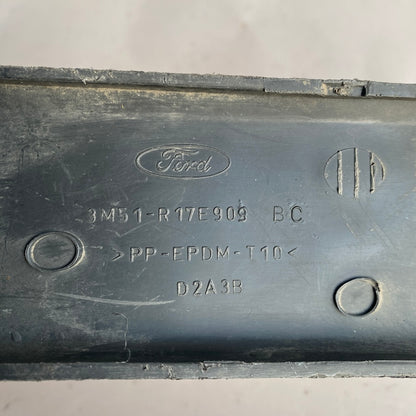 Ford
3M51-R17E909 BC
>PP-EPDM-T10<
D2A3B